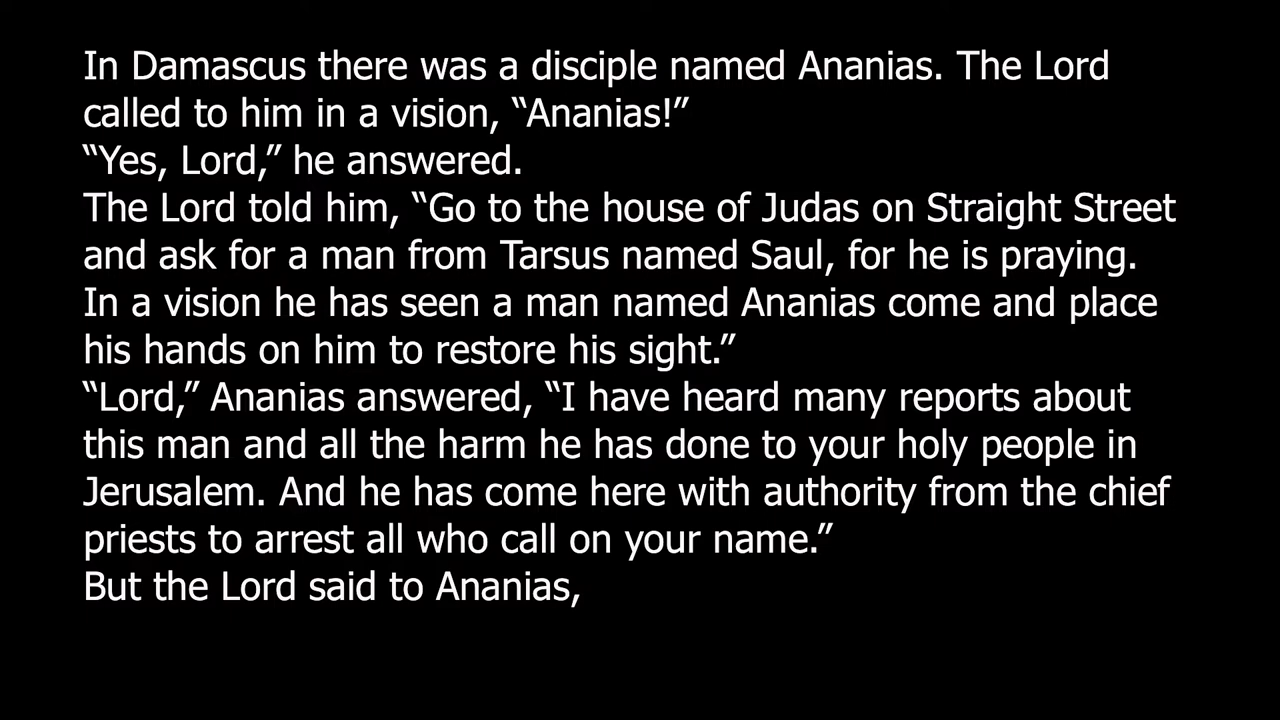 In Damascus there was a disciple named Ananias. The Lord
called to him in a vision, “Ananias!”
“Yes, Lord,” he answered.
The Lord told him, “Go to the house of Judas on Straight Street
and ask for a man from Tarsus named Saul, for he is praying.
In a vision he has seen a man named Ananias come and place
his hands on him to restore his sight.”
“Lord,” Ananias answered, “I have heard many reports about
this man and all the harm he has done to your holy people in
Jerusalem. And he has come here with authority from the chief
priests to arrest all who call on your name.”
But the Lord said to Ananias,